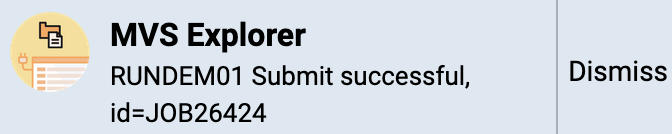 MVS Explorer
RUNDEM01 Submit successful,
id=JOB26424
Dismiss